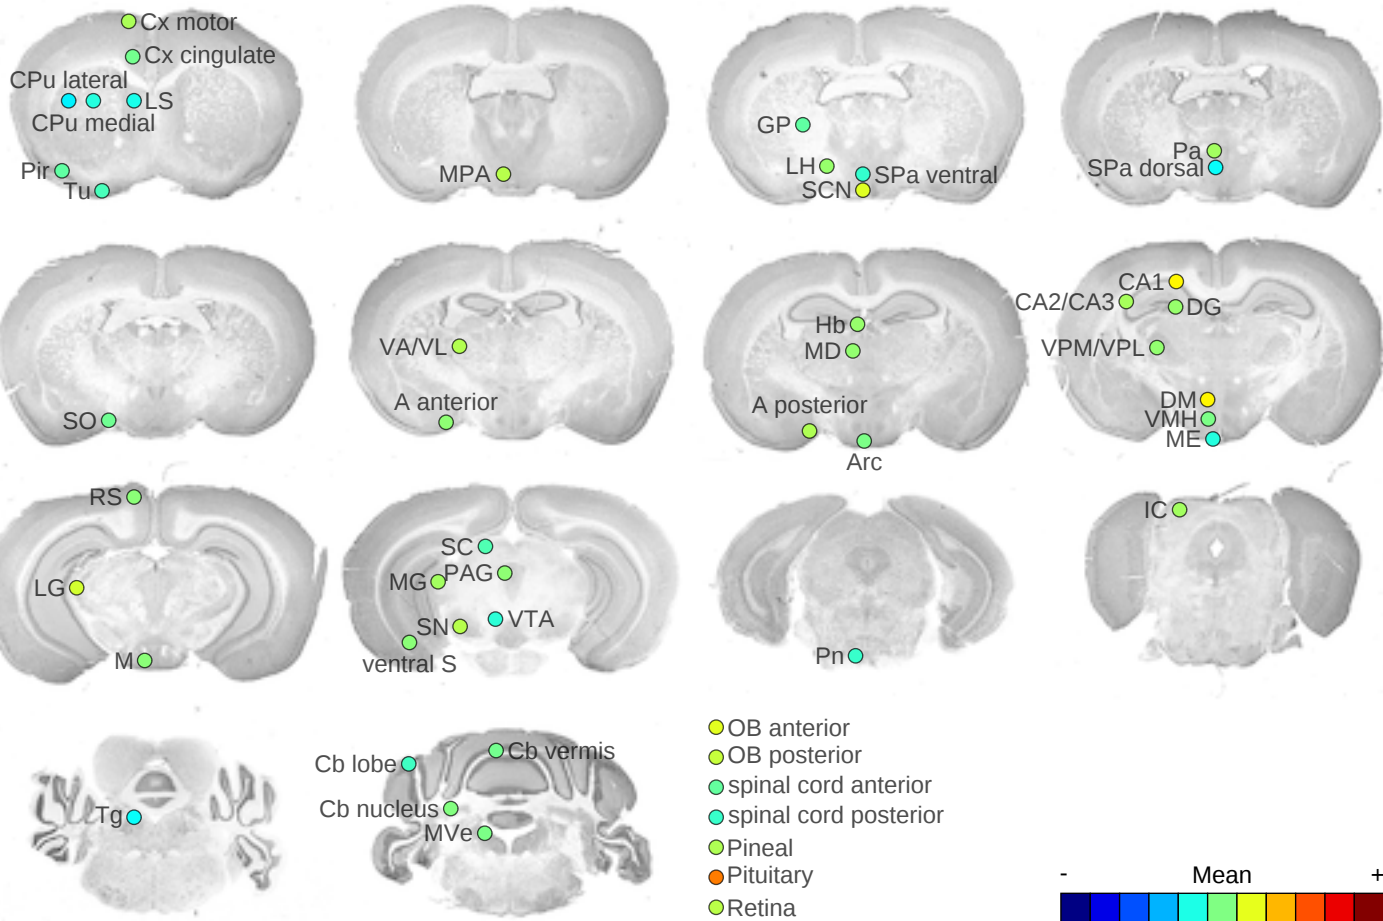 Cx motor
Cx cingulate
CPu lateral
LS
CPu medial
Pir
Tu
MPA
GP
LH
SPa ventral
SCN
Pa
SPa dorsal
SO
VA/VL
A anterior
Hb
MD
A posterior
Arc
CA1
CA2/CA3
DG
VPM/VPL
DM
VMH
ME
RS
LG
M
SC
MG
PAG
SN
VTA
ventral S
Pn
IC
Tg
Cb lobe
Cb vermis
Cb nucleus
MVe
OB anterior
OB posterior
spinal cord anterior
spinal cord posterior
Pineal
Pituitary
Retina
- Mean +